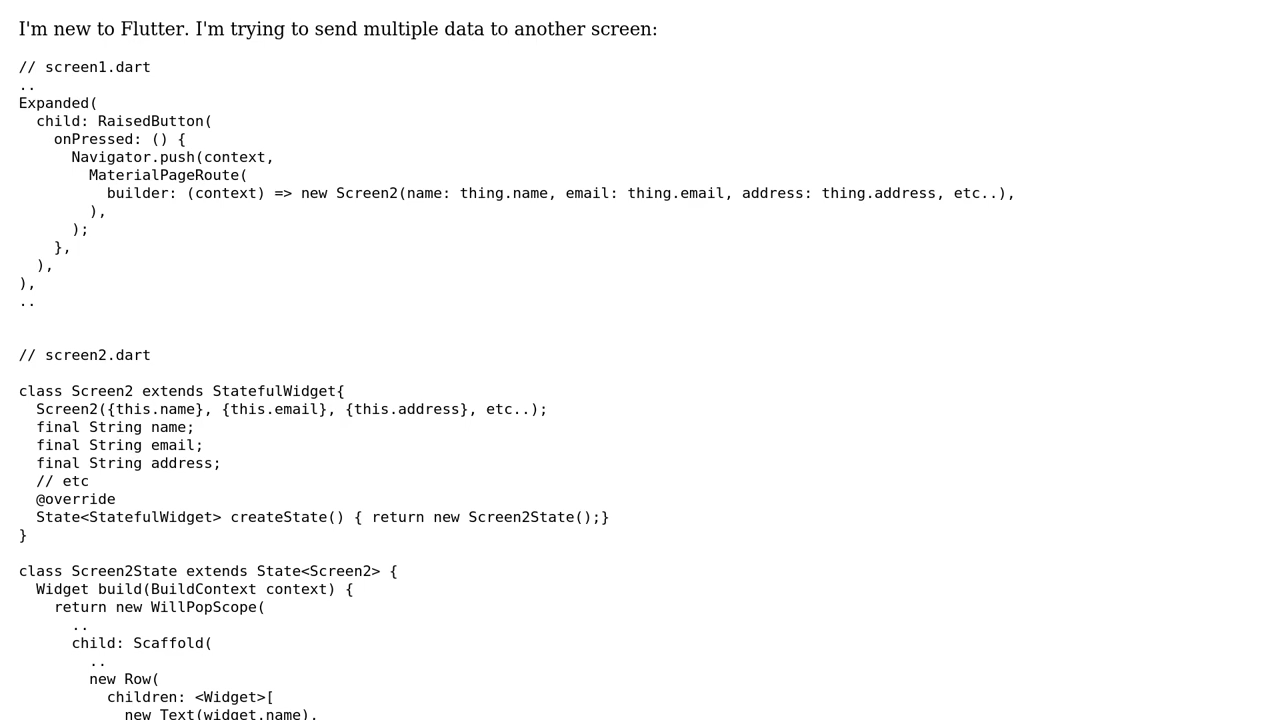 I'm new to Flutter. I'm trying to send multiple data to another screen:
// screen1.dart
..
Expanded(
  child: RaisedButton(
    onPressed: () {
      Navigator.push(context,
        MaterialPageRoute(
          builder: (context) => new Screen2(name: thing.name, email: thing.email, address: thing.address, etc..),
        ),
      );
    },
  ),
),
..
// screen2.dart
class Screen2 extends StatefulWidget{
  Screen2({this.name}, {this.email}, {this.address}, etc..);
  final String name;
  final String email;
  final String address;
  // etc
  @override
  State<StatefulWidget> createState() { return new Screen2State();}
}
class Screen2State extends State<Screen2> {
  Widget build(BuildContext context) {
    return new WillPopScope(
      ..
      child: Scaffold(
        ..
        new Row(
          children: <Widget>[
            new Text(widget.name),